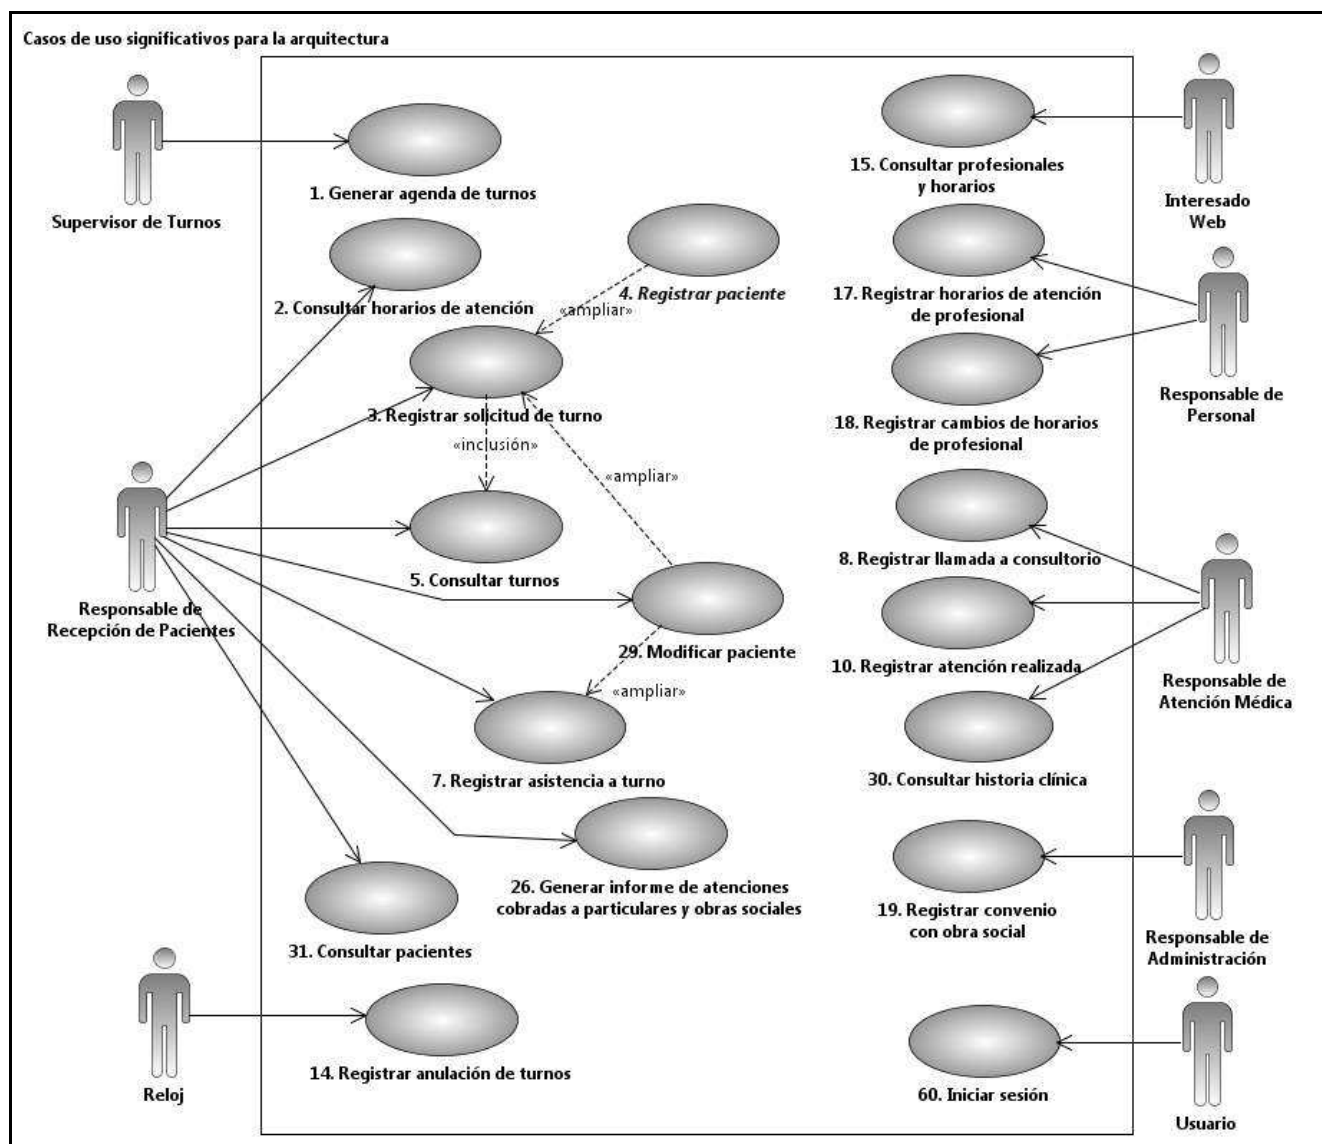 Casos de uso significativos para la arquitectura
Supervisor de Turnos
1. Generar agenda de turnos
2. Consultar horarios de atención
4. Registrar paciente
«ampliar»
3. Registrar solicitud de turno
«inclusión»
«ampliar»
5. Consultar turnos
Responsable de
Recepción de Pacientes
29. Modificar paciente
«ampliar»
7. Registrar asistencia a turno
26. Generar informe de atenciones
cobradas a particulares y obras sociales
31. Consultar pacientes
Reloj
14. Registrar anulación de turnos
15. Consultar profesionales
y horarios
Interesado
Web
17. Registrar horarios de atención
de profesional
18. Registrar cambios de horarios
de profesional
Responsable de
Personal
8. Registrar llamada a consultorio
10. Registrar atención realizada
30. Consultar historia clínica
Responsable de
Atención Médica
19. Registrar convenio
con obra social
Responsable de
Administración
60. Iniciar sesión
Usuario